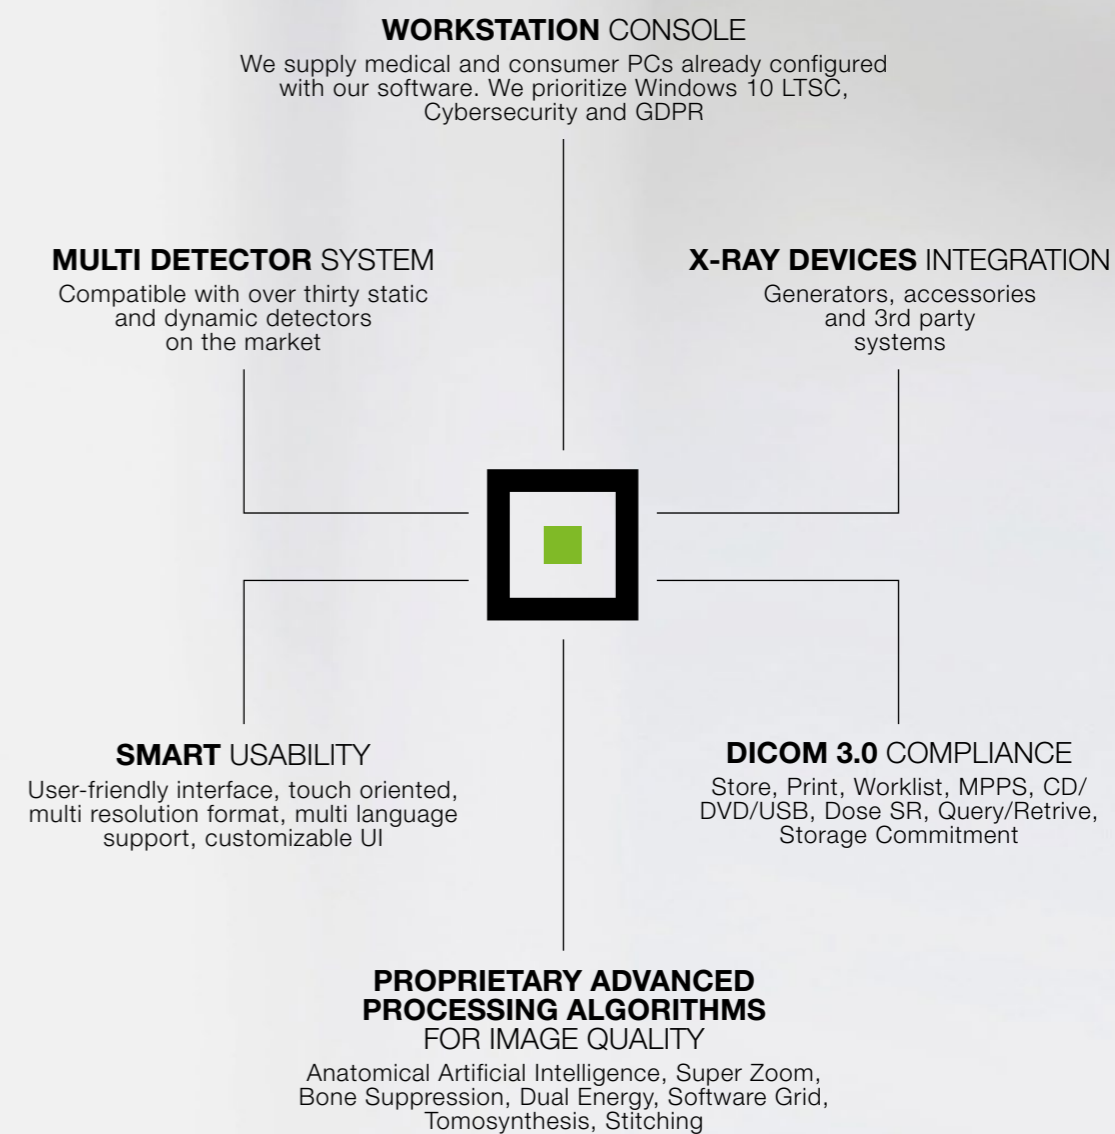 WORKSTATION CONSOLE
We supply medical and consumer PCs already configured
with our software. We prioritize Windows 10 LTSC,
Cybersecurity and GDPR
MULTI DETECTOR SYSTEM
Compatible with over thirty static
and dynamic detectors
on the market
X-RAY DEVICES INTEGRATION
Generators, accessories
and 3rd party
systems
SMART USABILITY
User-friendly interface, touch oriented,
multi resolution format, multi language
support, customizable UI
DICOM 3.0 COMPLIANCE
Store, Print, Worklist, MPPS, CD/
DVD/USB, Dose SR, Query/Retrive,
Storage Commitment
PROPRIETARY ADVANCED
PROCESSING ALGORITHMS
FOR IMAGE QUALITY
Anatomical Artificial Intelligence, Super Zoom,
Bone Suppression, Dual Energy, Software Grid,
Tomosynthesis, Stitching